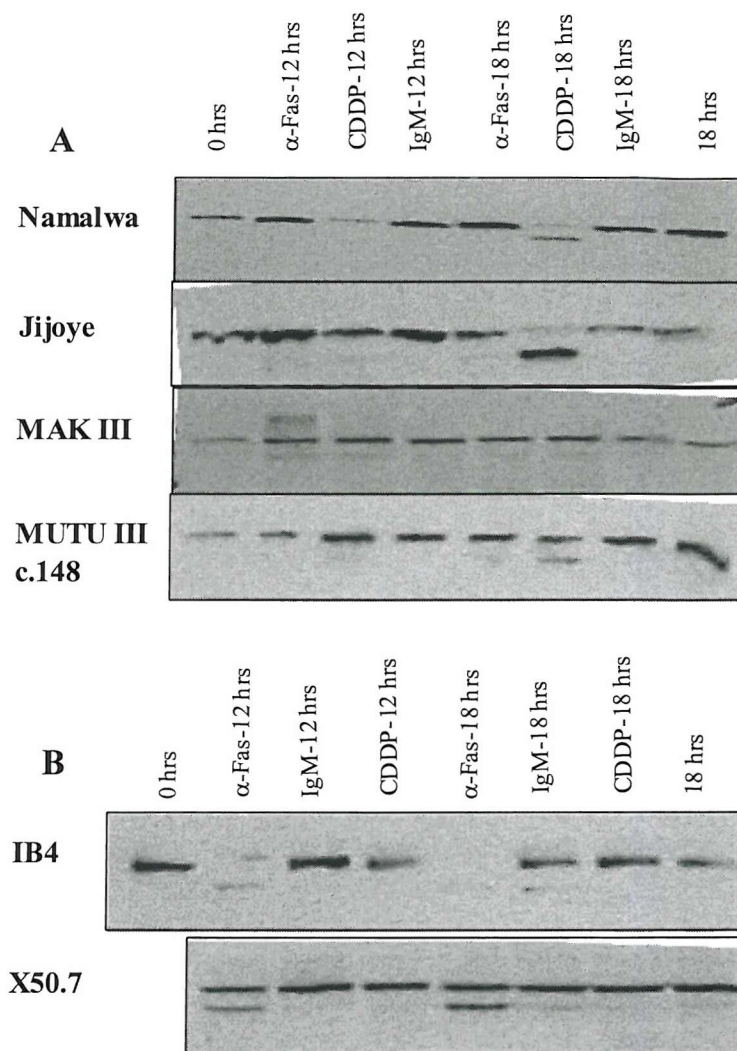 A
0 hrs
α-Fas-12 hrs
CDDP-12 hrs
IgM-12 hrs
α-Fas-18 hrs
CDDP-18 hrs
IgM-18 hrs
18 hrs
Namalwa
Jijoye
MAK III
MUTU III
c.148
B
0 hrs
α-Fas-12 hrs
IgM-12 hrs
CDDP-12 hrs
α-Fas-18 hrs
IgM-18 hrs
CDDP-18 hrs
18 hrs
IB4
X50.7